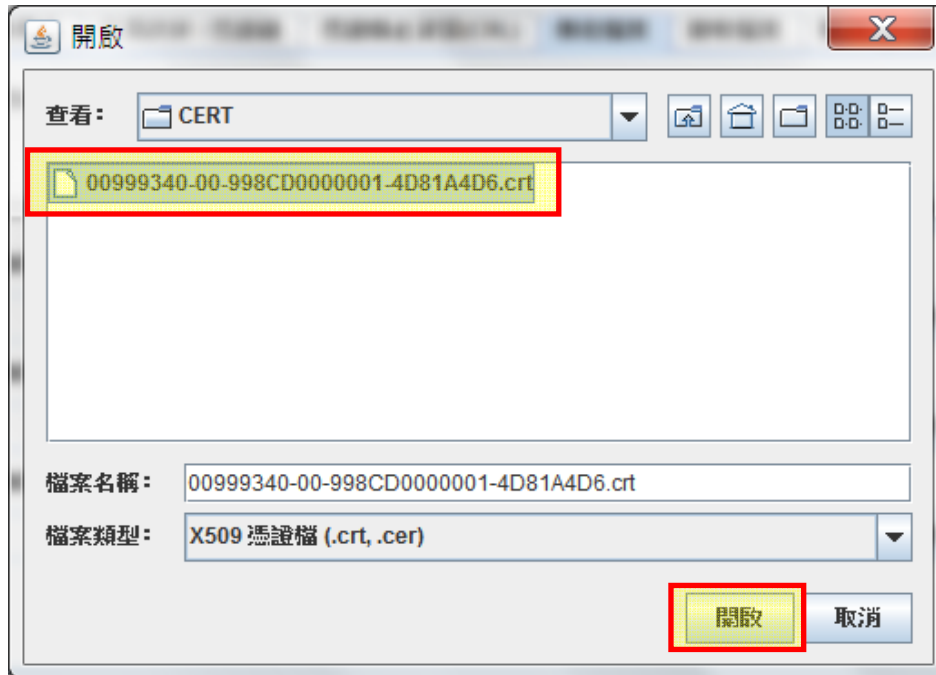 開啟
查看：
CERT
00999340-00-998CD0000001-4D81A4D6.crt
檔案名稱：
00999340-00-998CD0000001-4D81A4D6.crt
檔案類型：
X509 憑證檔 (.crt, .cer)
開啟
取消